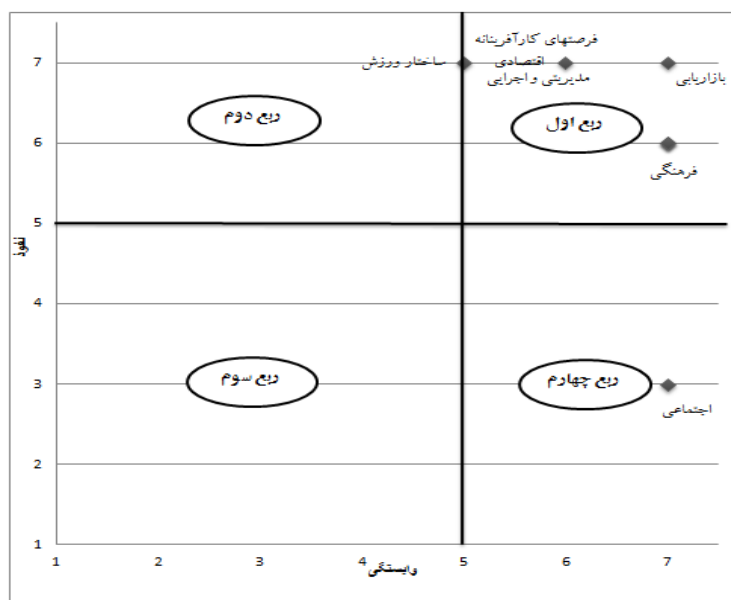 فرصتهای کارآفرینانه
7
ساختار ورزش
اقتصادی
مدیریتی و اجرایی
بازاریابی
ربع دوم
ربع اول
6
فرهنگی
5
نفوذ
4
ربع سوم
ربع چهارم
3
اجتماعی
2
1
1 2 3 4 5 6 7
وابستگی